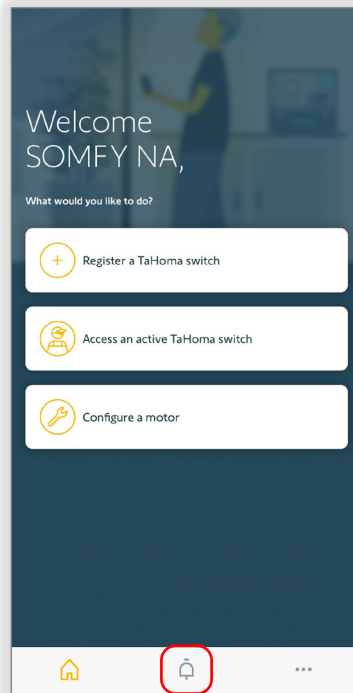 Welcome
SOMFY NA,
What would you like to do?
Register a TaHoma switch
Access an active TaHoma switch
Configure a motor